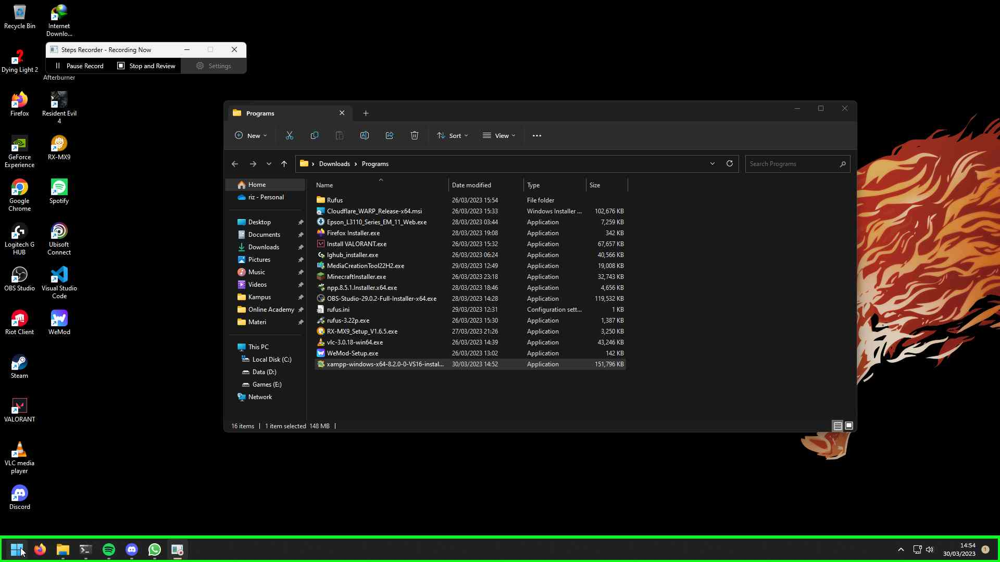 Recycle Bin
Internet
Downlo...
Steps Recorder - Recording Now
Pause Record
Stop and Review
Settings
Dying Light 2
Afterburner
Firefox
Resident Evil
4
GeForce
Experience
RX-MX9
Google
Chrome
Spotify
Logitech G
HUB
Ubisoft
Connect
OBS Studio
Visual Studio
Code
Riot Client
WeMod
Steam
VALORANT
VLC media
player
Discord
Programs
New
Sort
View
Downloads > Programs
Search Programs
Home
riz - Personal
Desktop
Documents
Downloads
Pictures
Music
Videos
Kampus
Online Academy
Materi
This PC
Local Disk (C:)
Data (D:)
Games (E:)
Network
Name Date modified Type Size
Rufus 26/03/2023 15:54 File folder
Cloudflare_WARP_Release-x64.msi 26/03/2023 15:33 Windows Installer ... 102,676 KB
Epson_L3110_Series_EM_11_Web.exe 28/03/2023 03:44 Application 7,259 KB
Firefox Installer.exe 28/03/2023 19:08 Application 342 KB
Install VALORANT.exe 26/03/2023 15:32 Application 67,657 KB
lghub_installer.exe 26/03/2023 06:24 Application 40,566 KB
MediaCreationTool22H2.exe 29/03/2023 12:49 Application 19,008 KB
MinecraftInstaller.exe 26/03/2023 23:18 Application 32,743 KB
npp.8.5.1.Installer.x64.exe 28/03/2023 18:46 Application 4,656 KB
OBS-Studio-29.0.2-Full-Installer-x64.exe 28/03/2023 14:28 Application 119,532 KB
rufus.ini 29/03/2023 12:31 Configuration sett... 1 KB
rufus-3.22p.exe 26/03/2023 15:30 Application 1,387 KB
RX-MX9_Setup_V1.6.5.exe 27/03/2023 21:26 Application 3,250 KB
vlc-3.0.18-win64.exe 26/03/2023 14:39 Application 43,246 KB
WeMod-Setup.exe 26/03/2023 13:02 Application 142 KB
xampp-windows-x64-8.2.0-0-VS16-instal... 30/03/2023 14:52 Application 151,796 KB
16 items 1 item selected 148 MB
14:54
30/03/2023
1